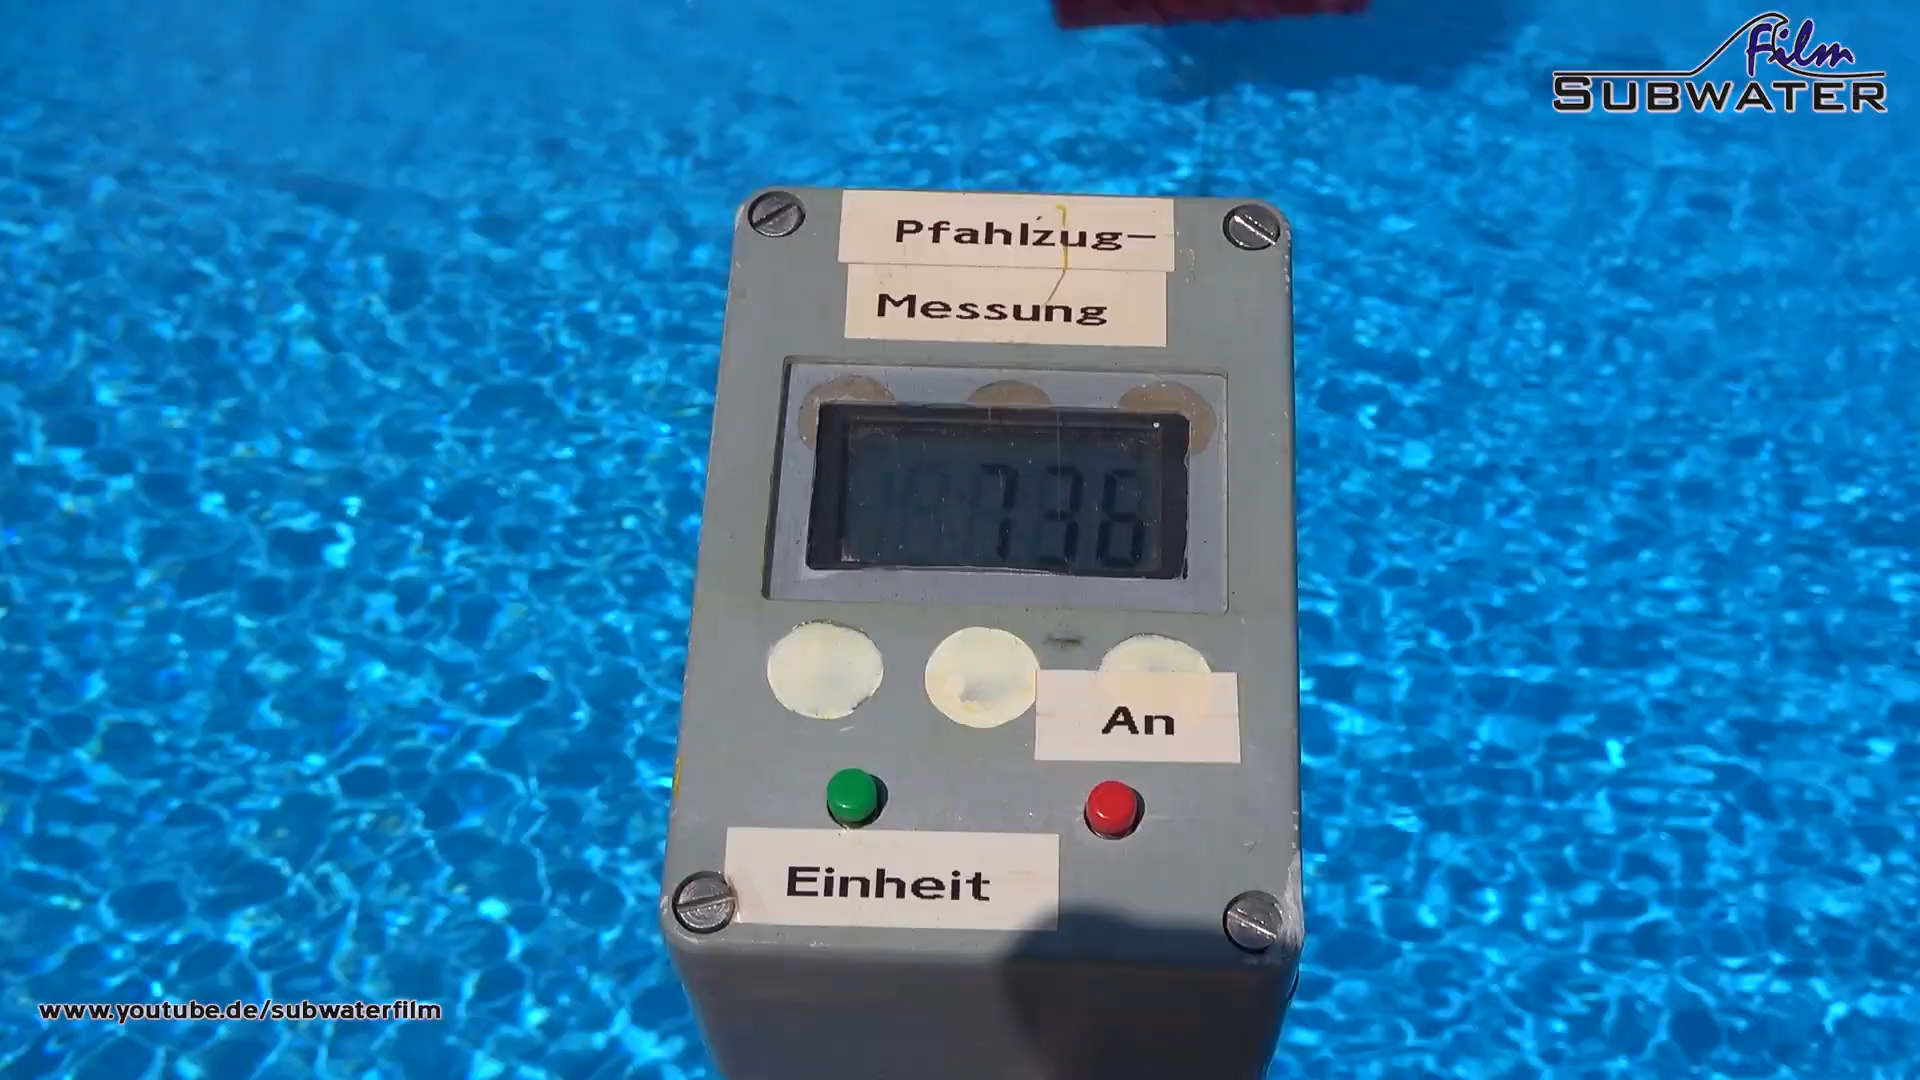 Film
SUBWATER
Pfahlzug-
Messung
736
An
Einheit
www.youtube.de/subwaterfilm